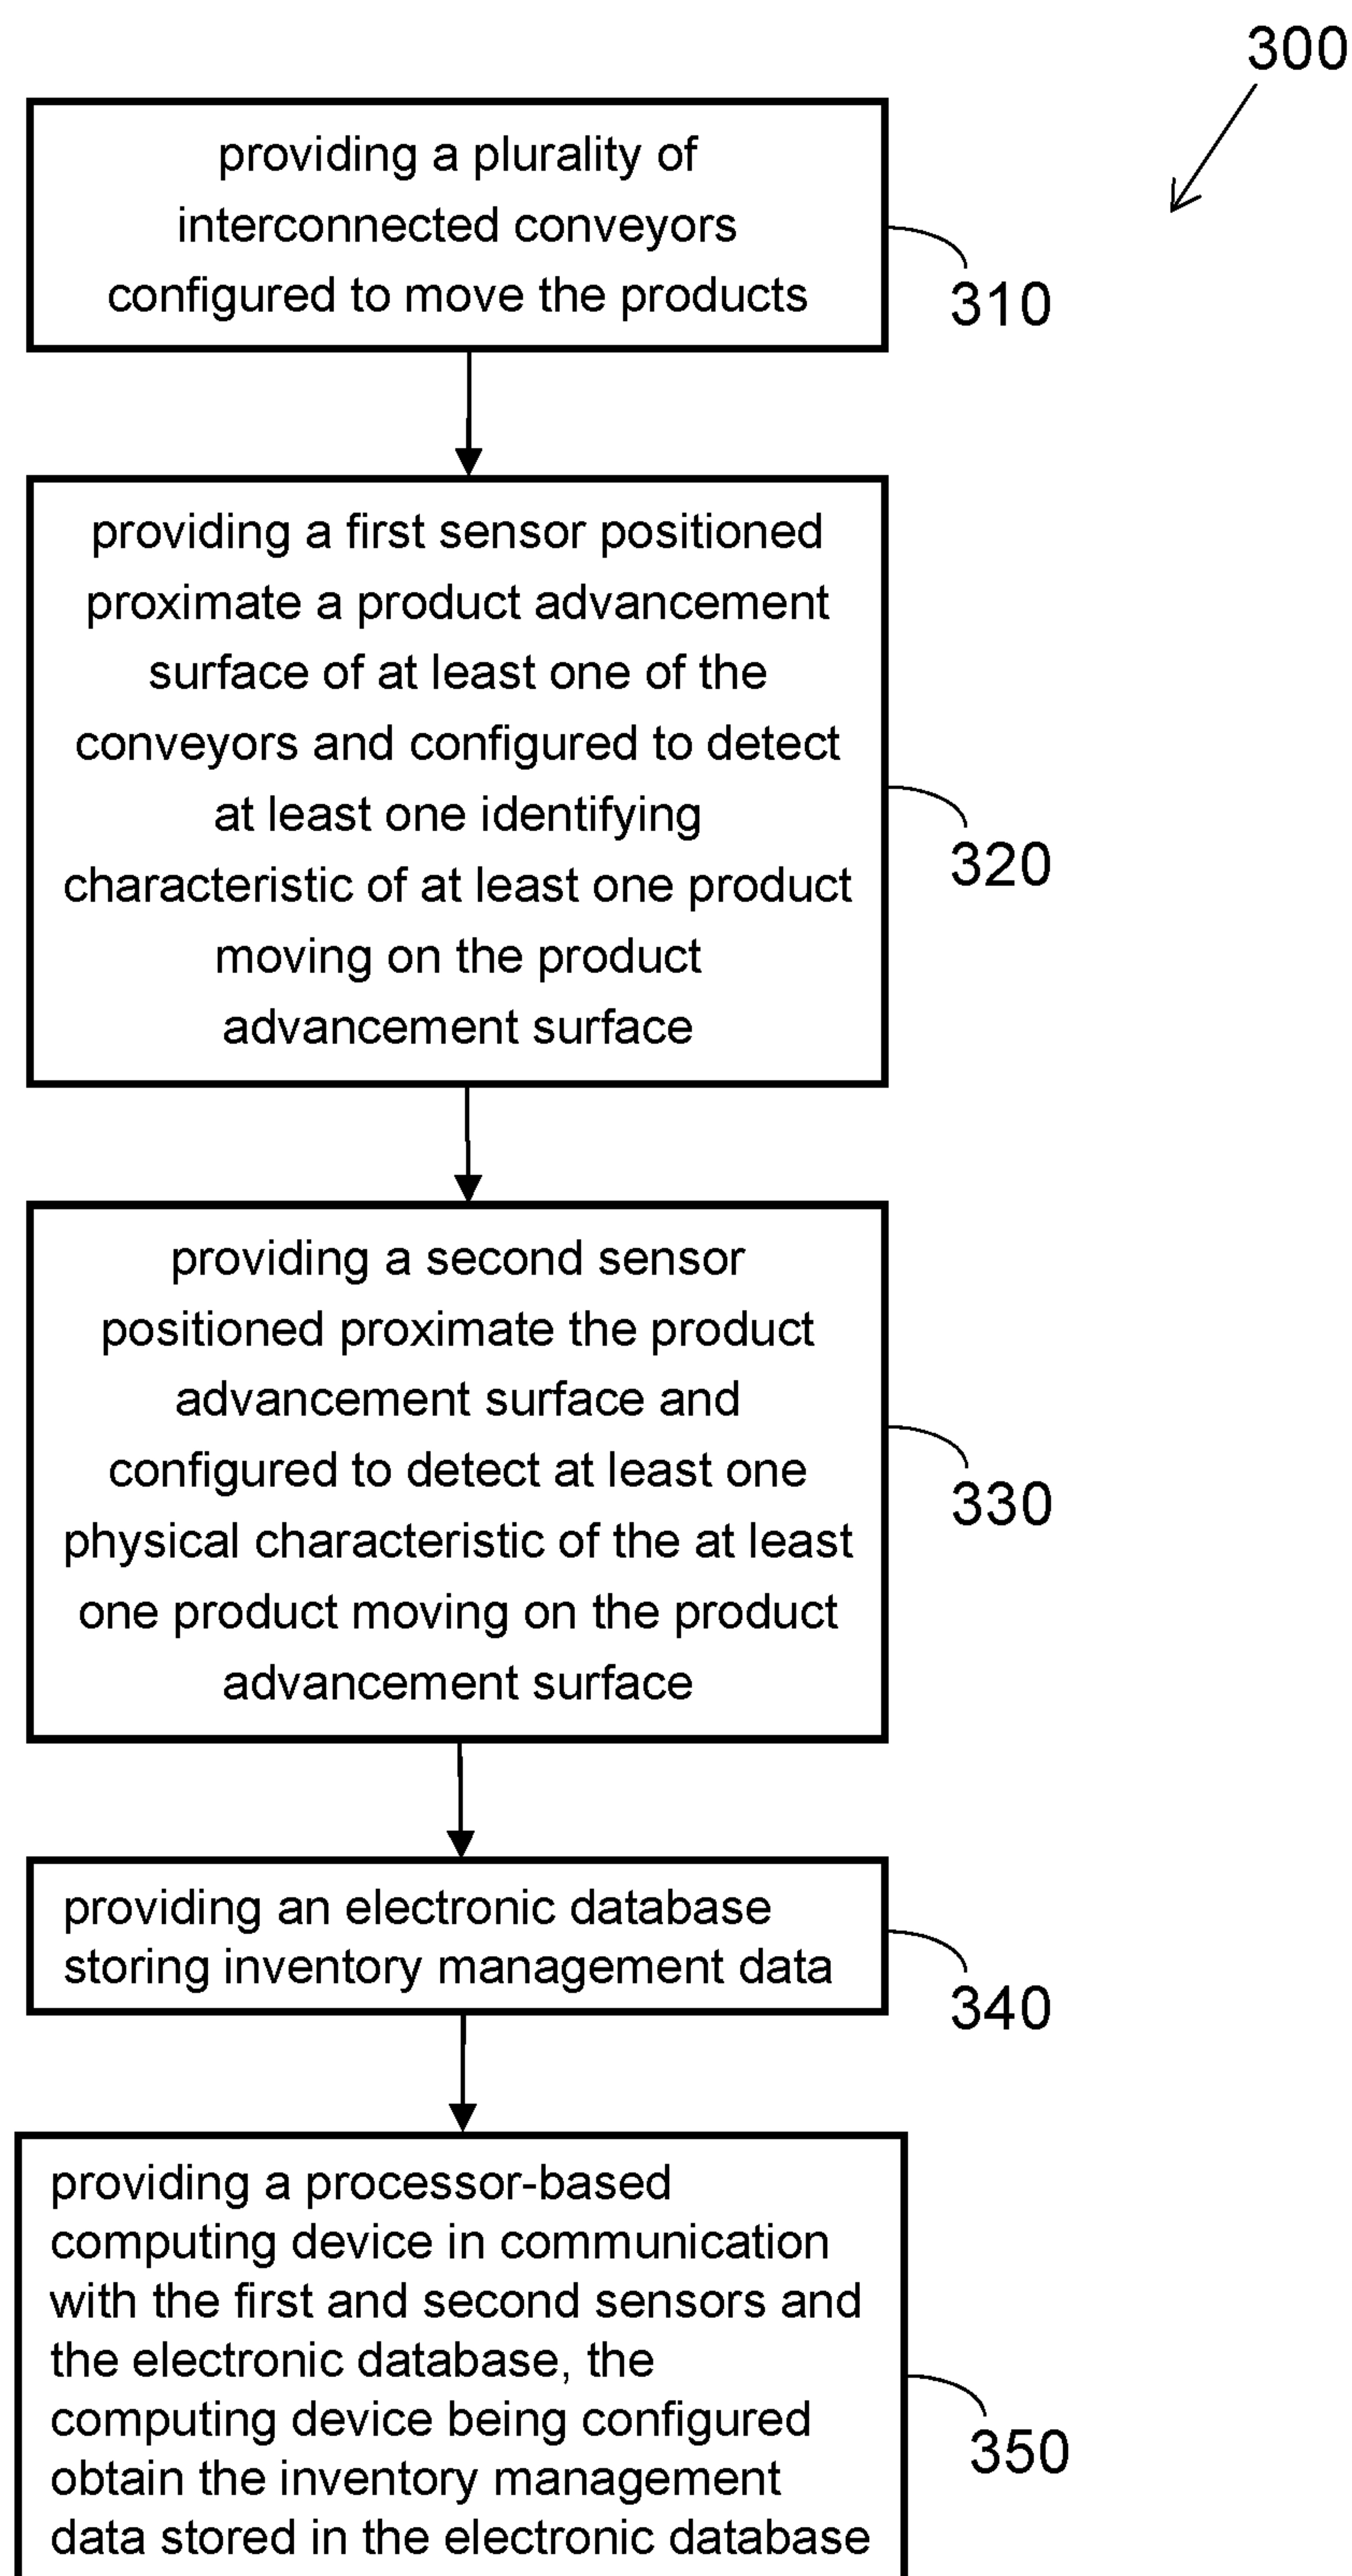 300
providing a plurality of
interconnected conveyors
configured to move the products
310
providing a first sensor positioned
proximate a product advancement
surface of at least one of the
conveyors and configured to detect
at least one identifying
characteristic of at least one product
moving on the product
advancement surface
320
providing a second sensor
positioned proximate the product
advancement surface and
configured to detect at least one
physical characteristic of the at least
one product moving on the product
advancement surface
330
providing an electronic database
storing inventory management data
340
providing a processor-based
computing device in communication
with the first and second sensors and
the electronic database, the
computing device being configured
obtain the inventory management
data stored in the electronic database
350